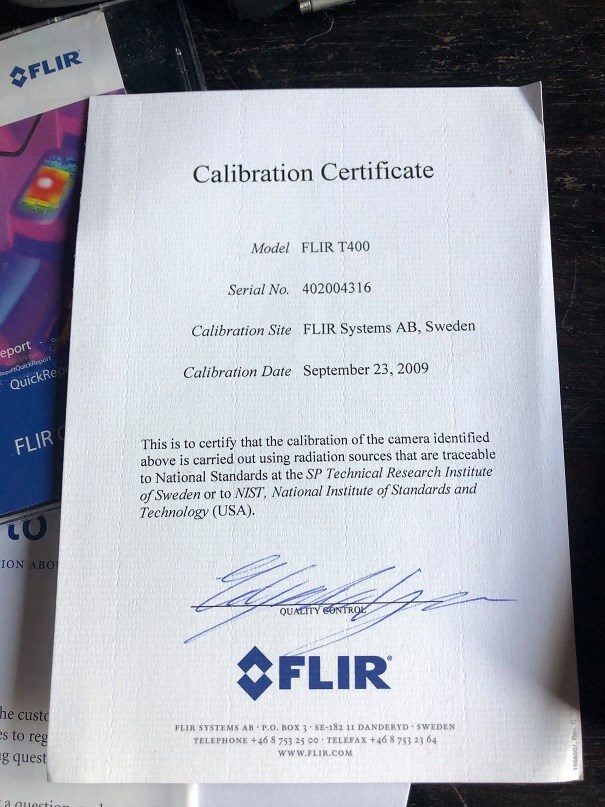 FLIR
Calibration Certificate
Model FLIR T400
Serial No. 402004316
Calibration Site FLIR Systems AB, Sweden
Calibration Date September 23, 2009
This is to certify that the calibration of the camera identified
above is carried out using radiation sources that are traceable
to National Standards at the SP Technical Research Institute
of Sweden or to NIST, National Institute of Standards and
Technology (USA).
QUALITY CONTROL
FLIR
FLIR SYSTEMS AB · P.O. BOX 3 · SE-182 11 DANDERYD · SWEDEN
TELEPHONE +46 8 753 25 00 · TELEFAX +46 8 753 23 64
WWW.FLIR.COM
eport
QuickReport
QuickRep
FLIR
to
ION ABO
he custo
es to reg
g quest
a question